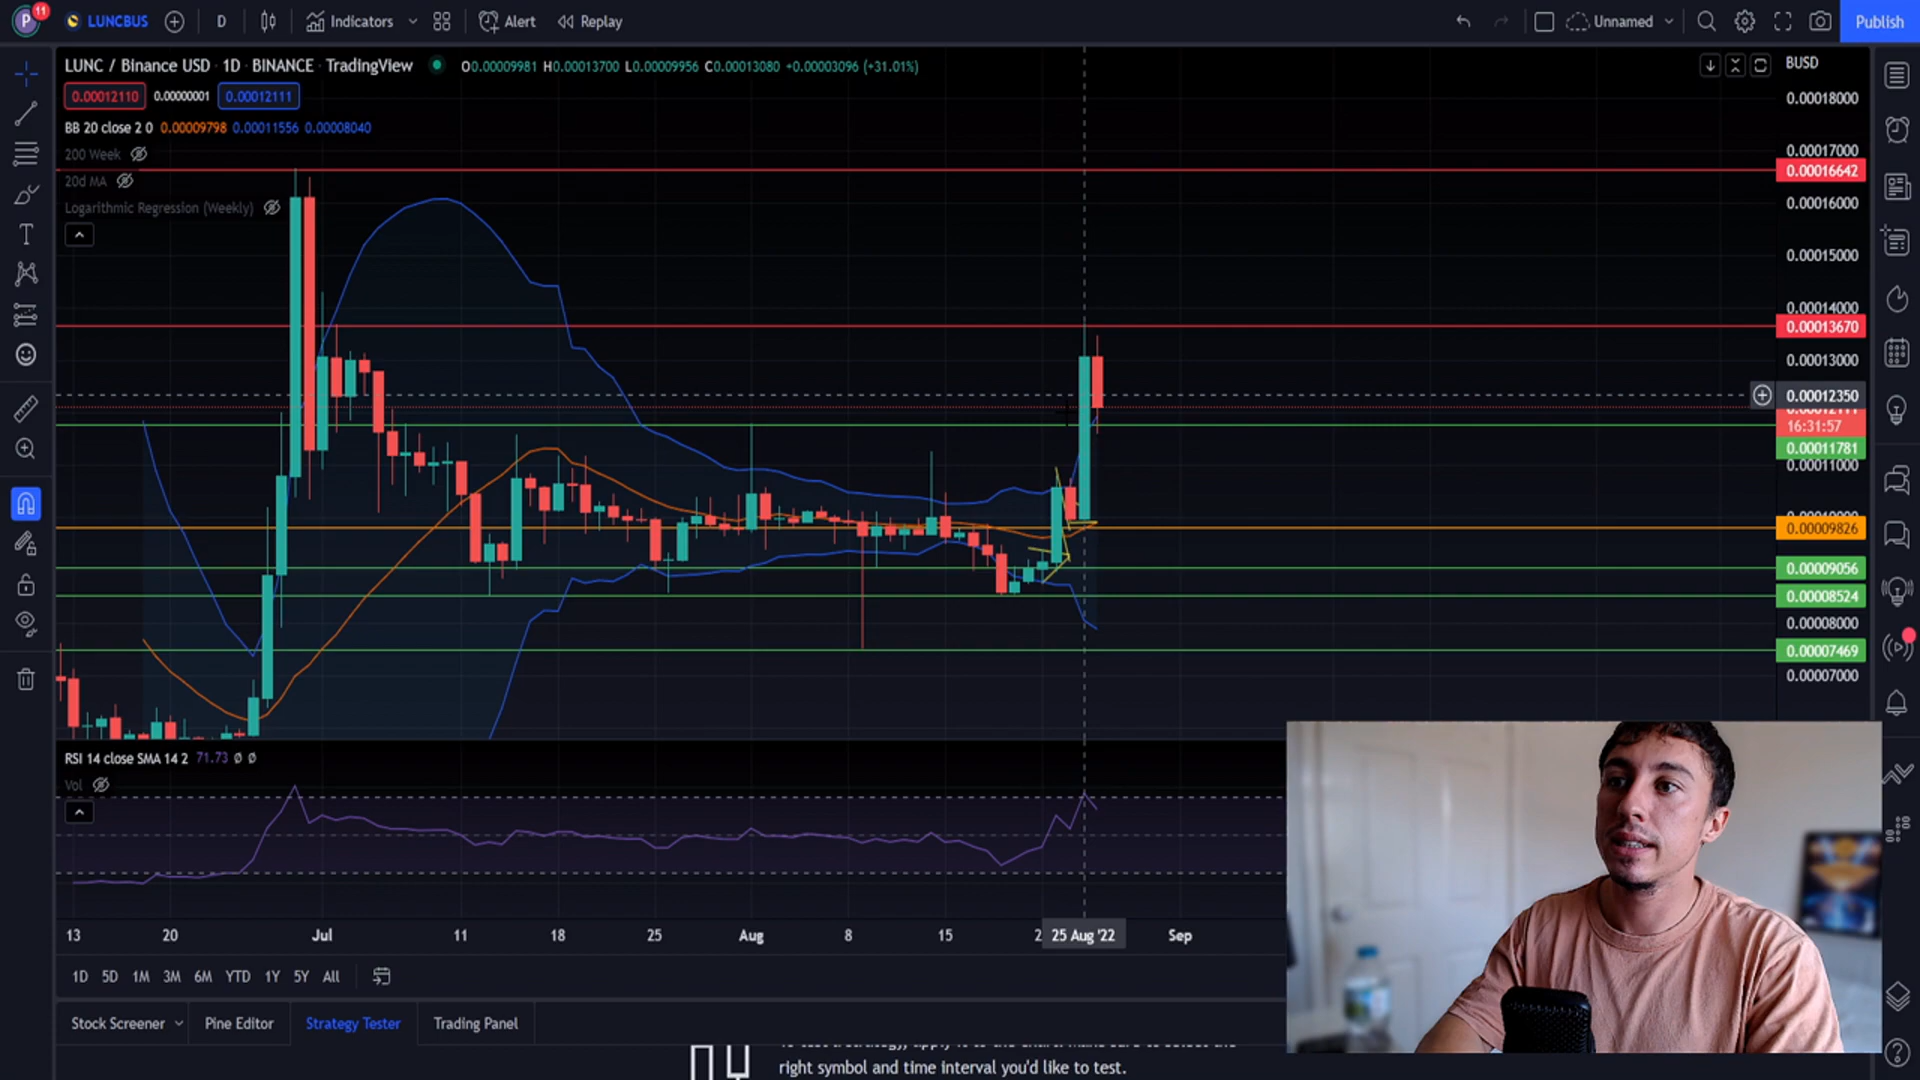 P 11 LUNCBUS D Indicators Alert Replay Unnamed Publish
LUNC / Binance USD · 1D · BINANCE · TradingView O0.00009981 H0.00013700 L0.00009956 C0.00013080 +0.00003096 (+31.01%) BUSD
0.00012110 0.00000001 0.00012111
BB 20 close 2 0 0.00009798 0.00011556 0.00008040
200 Week
20d MA
Logarithmic Regression (Weekly)
0.00018000
0.00017000
0.00016642
0.00016000
0.00015000
0.00014000
0.00013670
0.00013000
0.00012350
0.00012111
16:31:57
0.00011781
0.00011000
0.00009826
0.00009056
0.00008524
0.00008000
0.00007469
0.00007000
RSI 14 close SMA 14 2 71.73 Ø Ø
Vol
13 20 Jul 11 18 25 Aug 8 15 2 25 Aug '22 Sep
1D 5D 1M 3M 6M YTD 1Y 5Y All
Stock Screener Pine Editor Strategy Tester Trading Panel
right symbol and time interval you'd like to test.